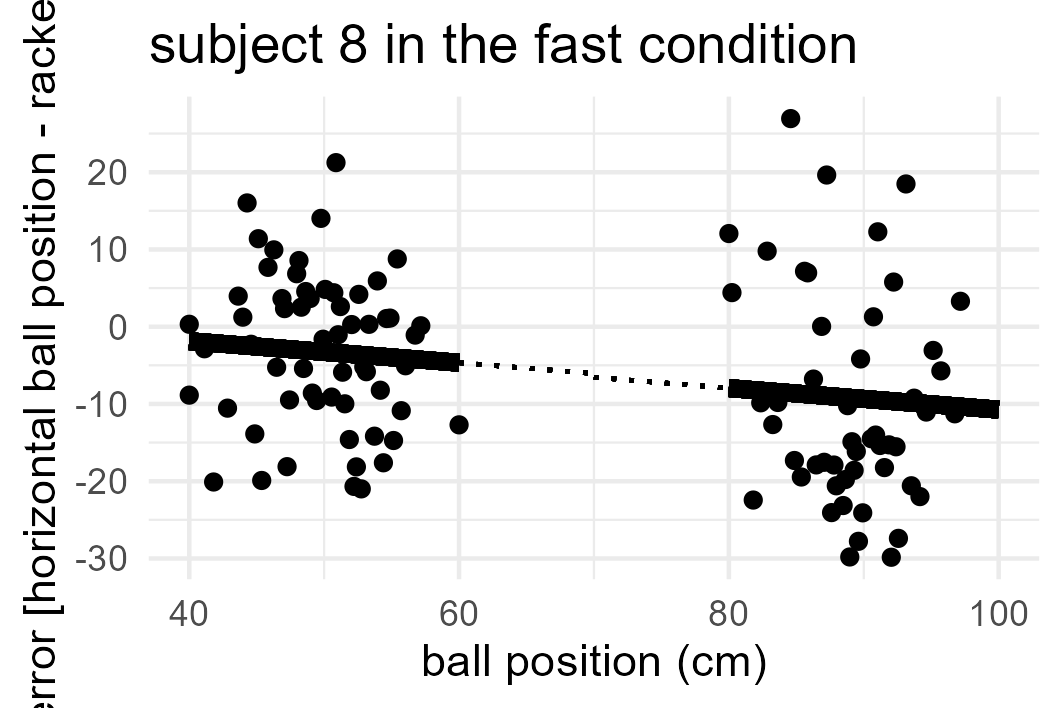 subject 8 in the fast condition
error [horizontal ball position - racke
20
10
0
-10
-20
-30
40 60 80 100
ball position (cm)